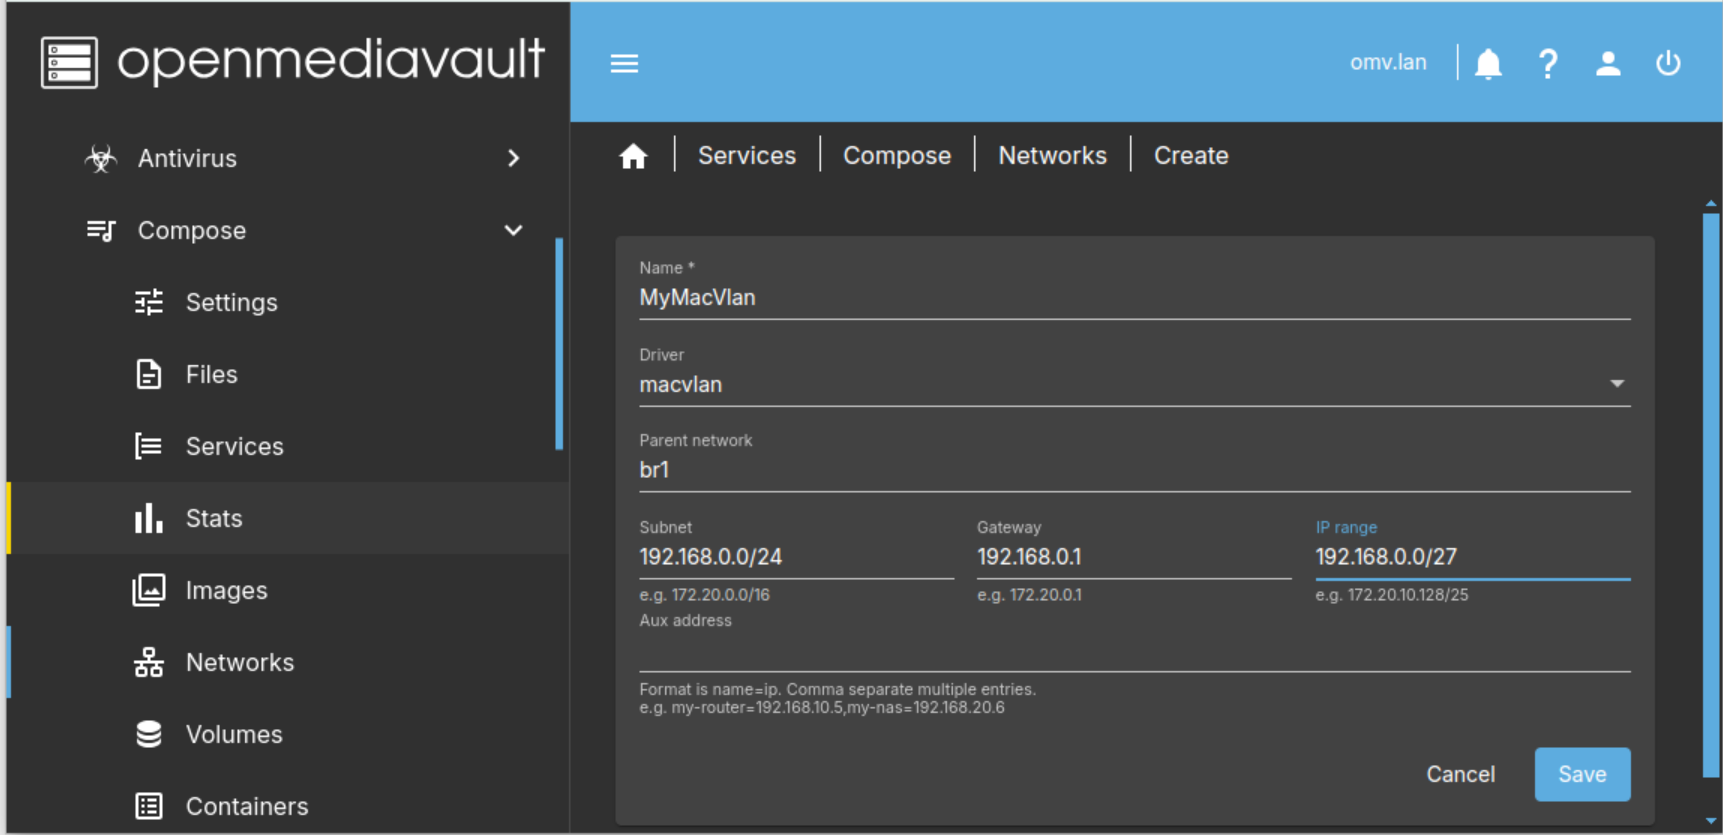 openmediavault
omv.lan
Antivirus
Compose
Settings
Files
Services
Stats
Images
Networks
Volumes
Containers
Services | Compose | Networks | Create
Name *
MyMacVlan
Driver
macvlan
Parent network
br1
Subnet Gateway IP range
192.168.0.0/24 192.168.0.1 192.168.0.0/27
e.g. 172.20.0.0/16 e.g. 172.20.0.1 e.g. 172.20.10.128/25
Aux address
Format is name=ip. Comma separate multiple entries.
e.g. my-router=192.168.10.5,my-nas=192.168.20.6
Cancel Save